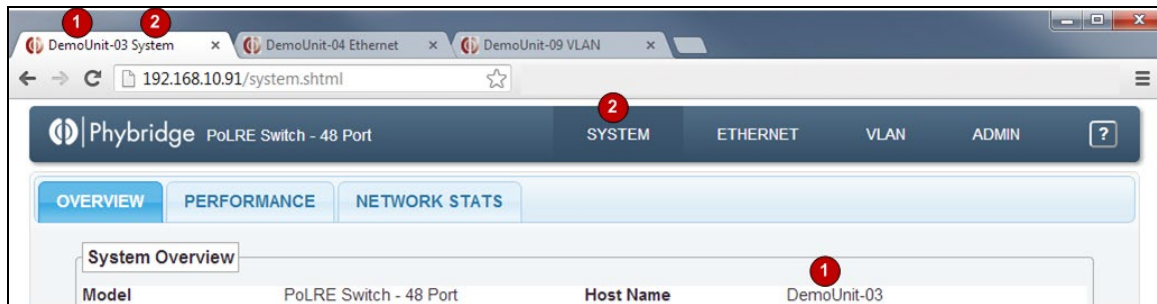 1 2
DemoUnit-03 System × DemoUnit-04 Ethernet × DemoUnit-09 VLAN ×
192.168.10.91/system.shtml
2
Phybridge PoLRE Switch - 48 Port SYSTEM ETHERNET VLAN ADMIN ?
OVERVIEW PERFORMANCE NETWORK STATS
System Overview
1
Model PoLRE Switch - 48 Port Host Name DemoUnit-03